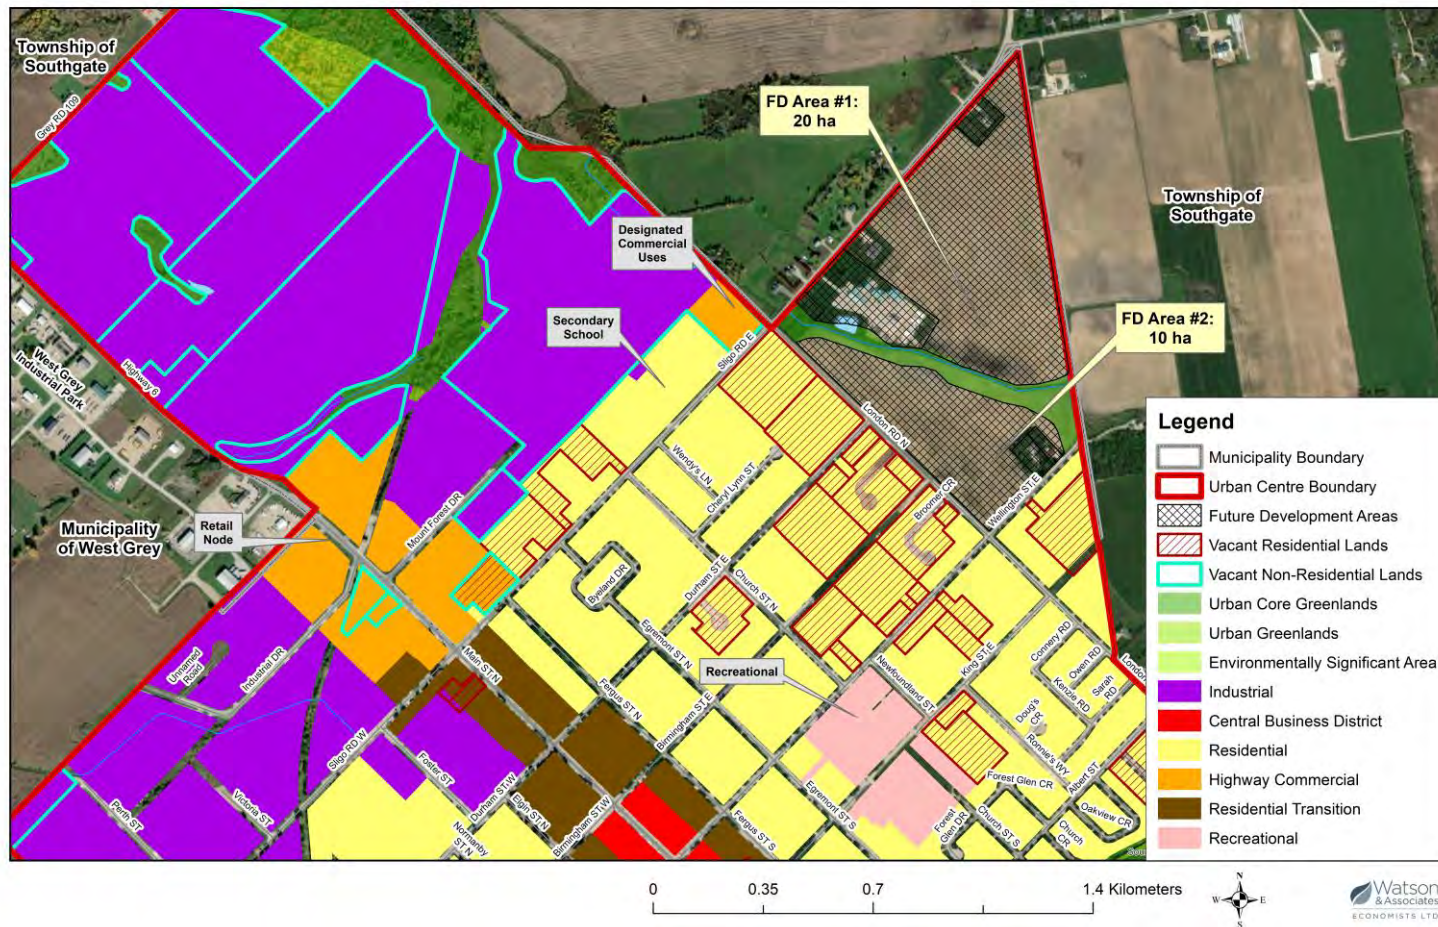 Township of
Southgate
Grey RD 109
FD Area #1:
20 ha
Township of
Southgate
Designated
Commercial
Uses
Secondary
School
FD Area #2:
10 ha
Sligo RD E
West Grey
Industrial Park
Highway 6
London RD N
Wendy's LN
Cheryl Lynn ST
Broomer CR
Wellington ST E
Retail
Node
Mount Forest DR
Municipality
of West Grey
Byeland DR
Durham ST E
Church ST N
Egremont ST N
Connery RD
Owen RD
Kenzie RD
Sarah
RD
London
Unnamed
Road
Industrial DR
Main ST N
Recreational
King ST E
Newfoundland ST
Fergus ST N
Birmingham ST E
Doug's
CR
Ronnie's WY
Sligo RD W
Foster ST
Forest Glen CR
Albert ST
Perth ST
Victoria ST
Durham ST W
Elgin ST N
Normanby
ST N
Birmingham ST W
Fergus ST S
Egremont ST S
Forest
Glen DR
Church ST S
Church
CR
Oakview CR
Legend
Municipality Boundary
Urban Centre Boundary
Future Development Areas
Vacant Residential Lands
Vacant Non-Residential Lands
Urban Core Greenlands
Urban Greenlands
Environmentally Significant Area
Industrial
Central Business District
Residential
Highway Commercial
Residential Transition
Recreational
0 0.35 0.7 1.4 Kilometers
N
W E
S
Watson
& Associates
ECONOMISTS LTD